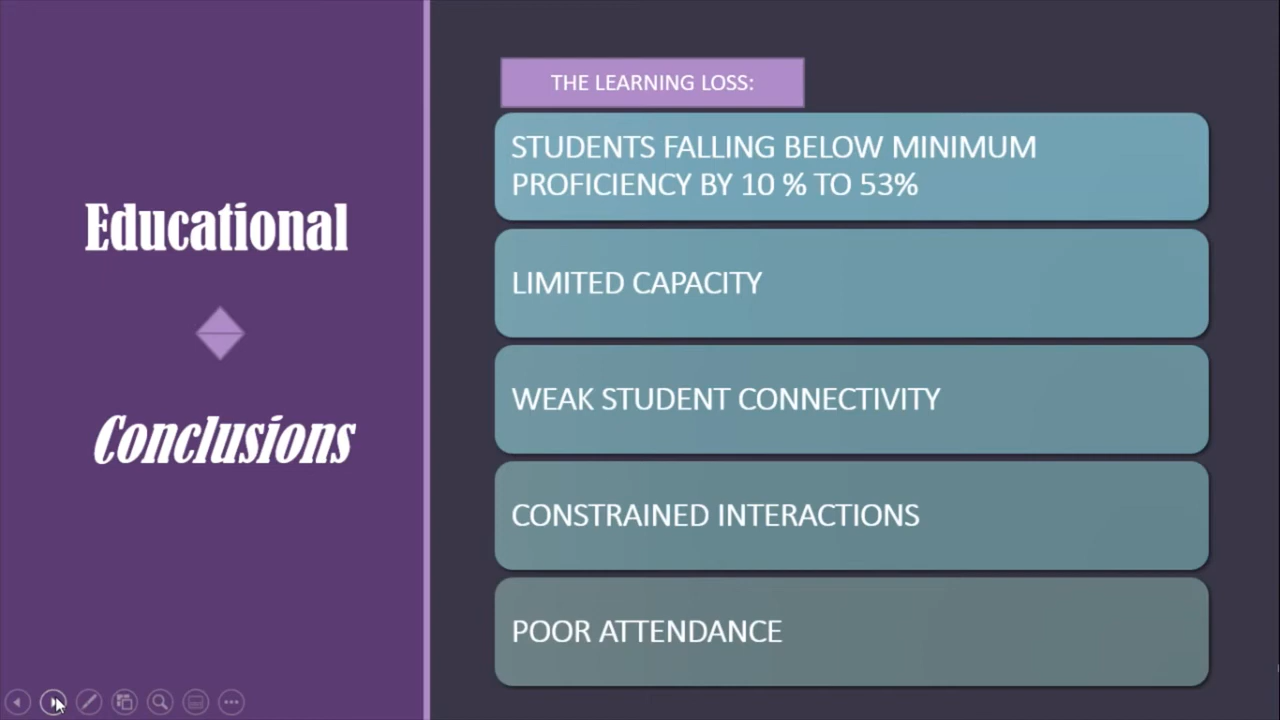 Educational
Conclusions
THE LEARNING LOSS:
STUDENTS FALLING BELOW MINIMUM
PROFICIENCY BY 10 % TO 53%
LIMITED CAPACITY
WEAK STUDENT CONNECTIVITY
CONSTRAINED INTERACTIONS
POOR ATTENDANCE